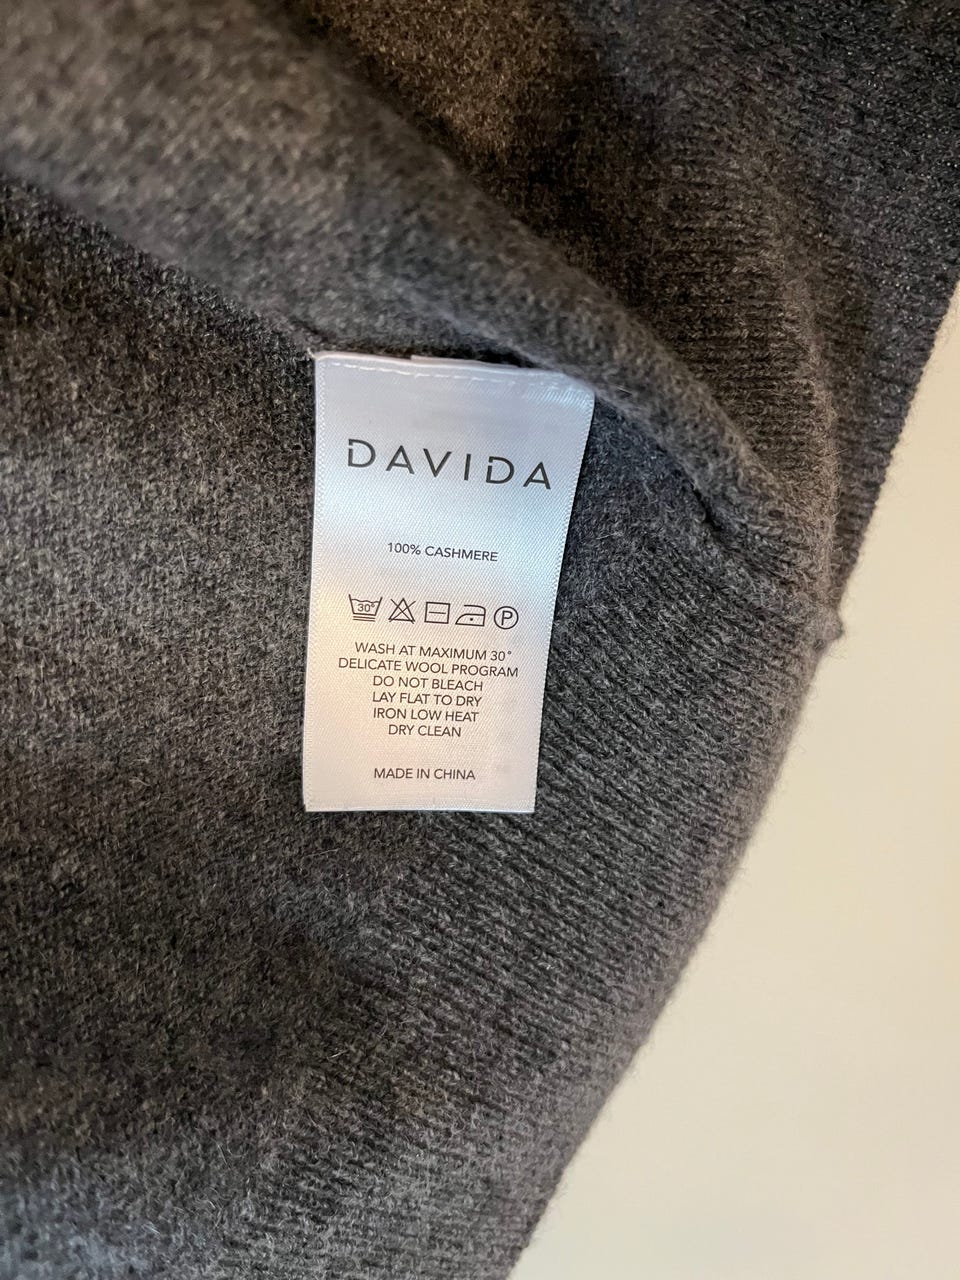 DAVIDA
100% CASHMERE
30° P
WASH AT MAXIMUM 30°
DELICATE WOOL PROGRAM
DO NOT BLEACH
LAY FLAT TO DRY
IRON LOW HEAT
DRY CLEAN
MADE IN CHINA